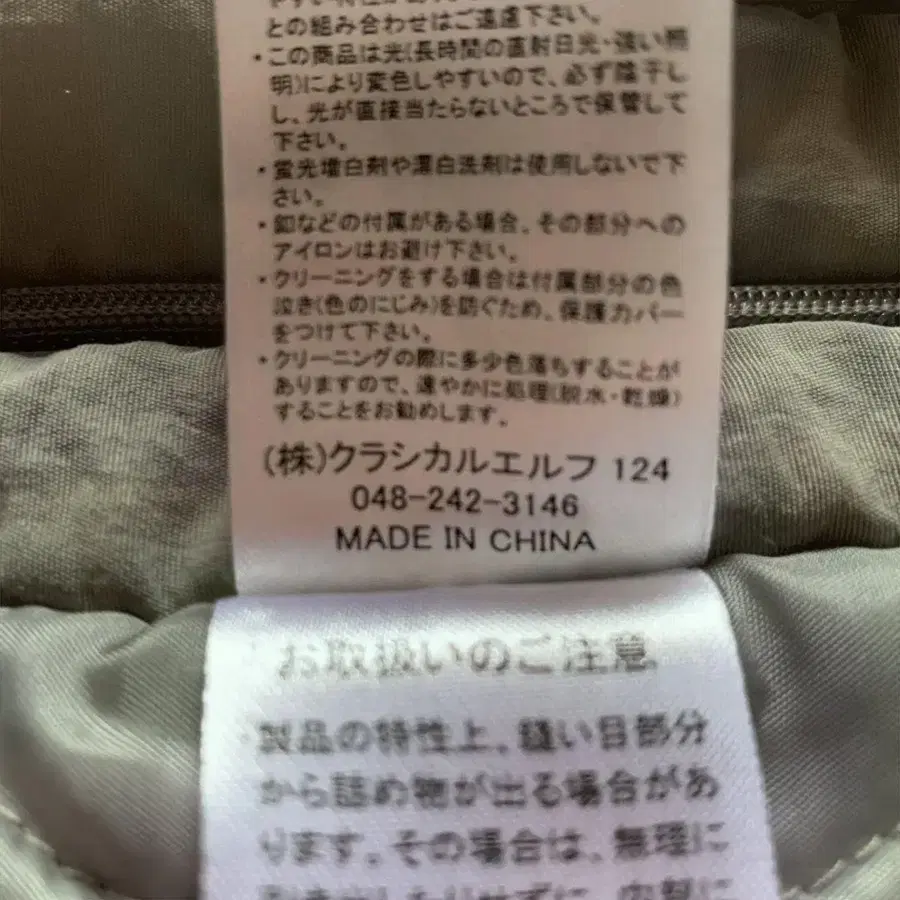 との組み合わせはご遠慮下さい。
・この商品は光(長時間の直射日光・強い照
明)により変色しやすいので、必ず陰干し
し、光が直接当たらないところで保管して
下さい。
・蛍光増白剤や漂白洗剤は使用しないで下
さい。
・釦などの付属がある場合、その部分への
アイロンはお避け下さい。
・クリーニングをする場合は付属部分の色
泣き(色のにじみ)を防ぐため、保護カバー
をつけて下さい。
・クリーニングの際に多少色落ちすることが
ありますので、速やかに処理(脱水・乾燥)
することをお勧めします。
(株)クラシカルエルフ 124
048-242-3146
MADE IN CHINA
お取扱いのご注意
・製品の特性上、縫い目部分
から詰め物が出る場合があ
ります。その場合は、無理に